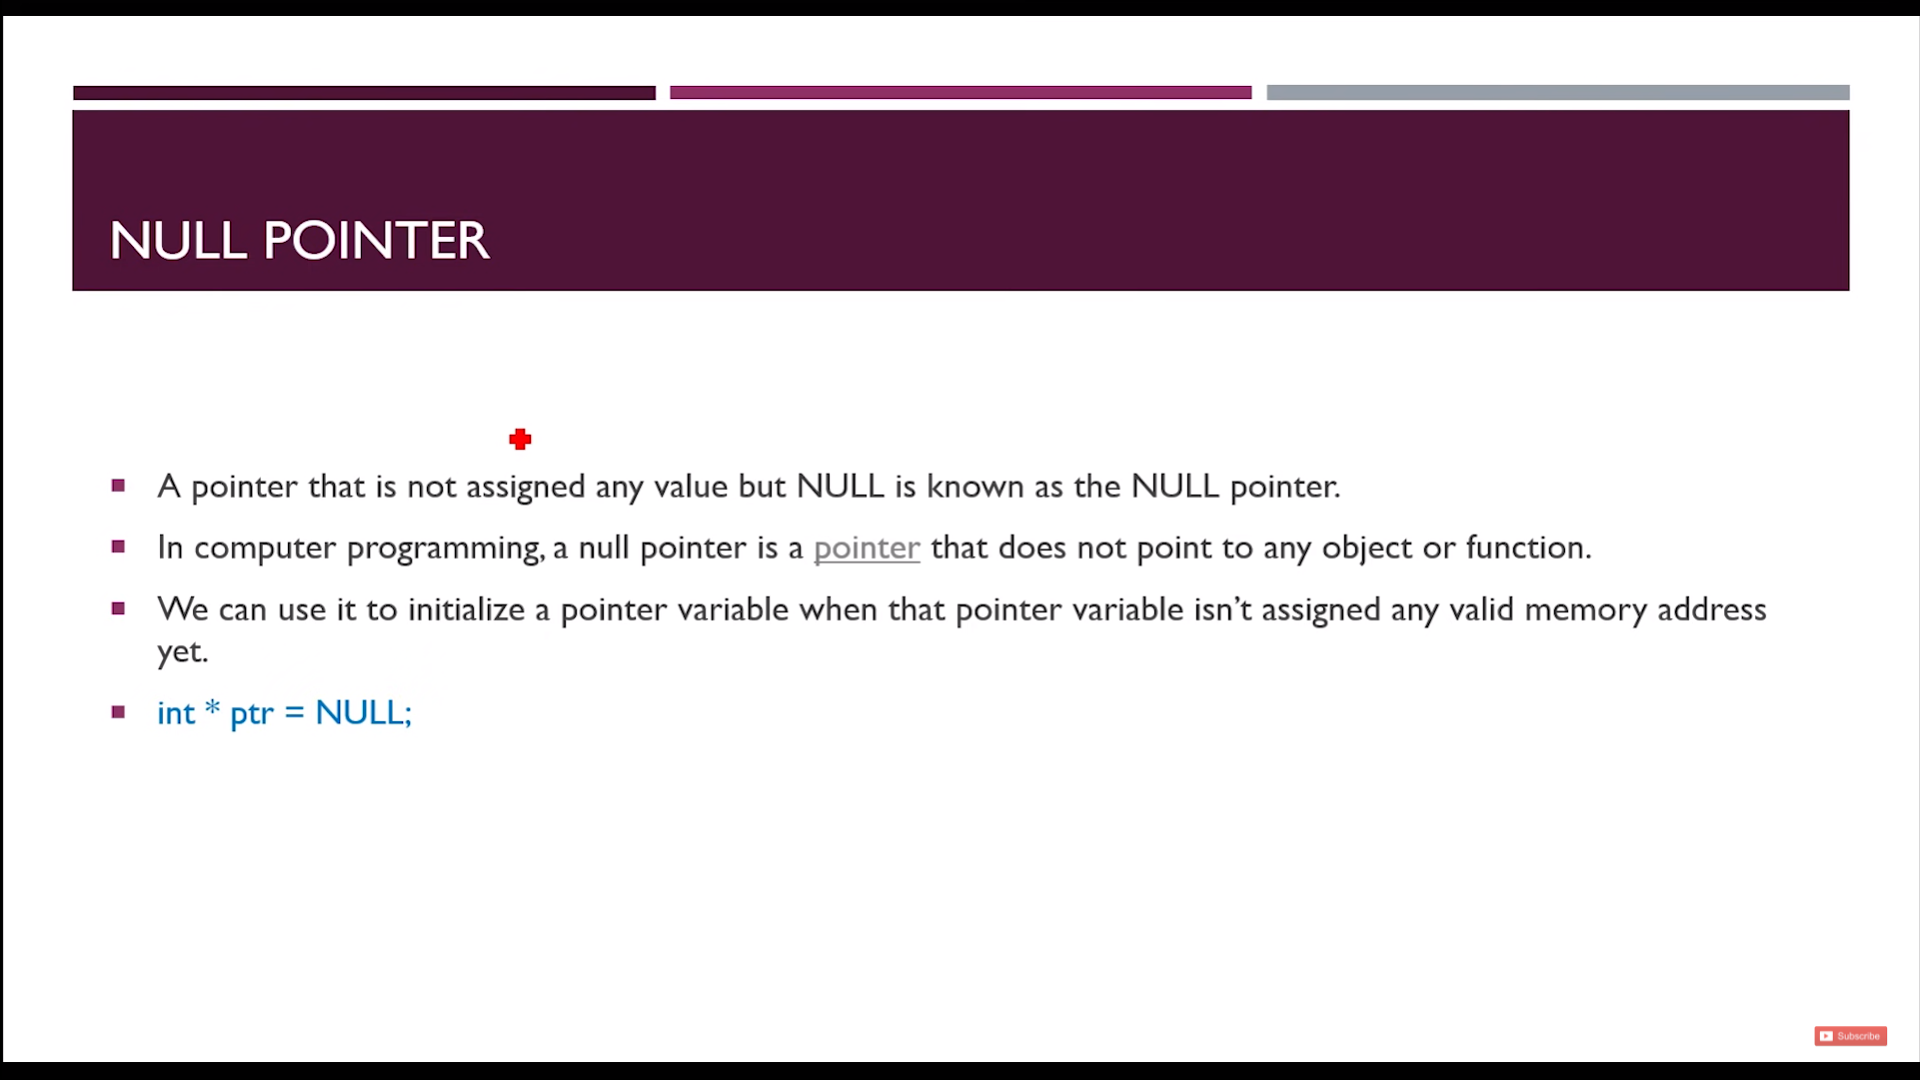 NULL POINTER
A pointer that is not assigned any value but NULL is known as the NULL pointer.
In computer programming, a null pointer is a pointer that does not point to any object or function.
We can use it to initialize a pointer variable when that pointer variable isn’t assigned any valid memory address
yet.
int * ptr = NULL;
Subscribe